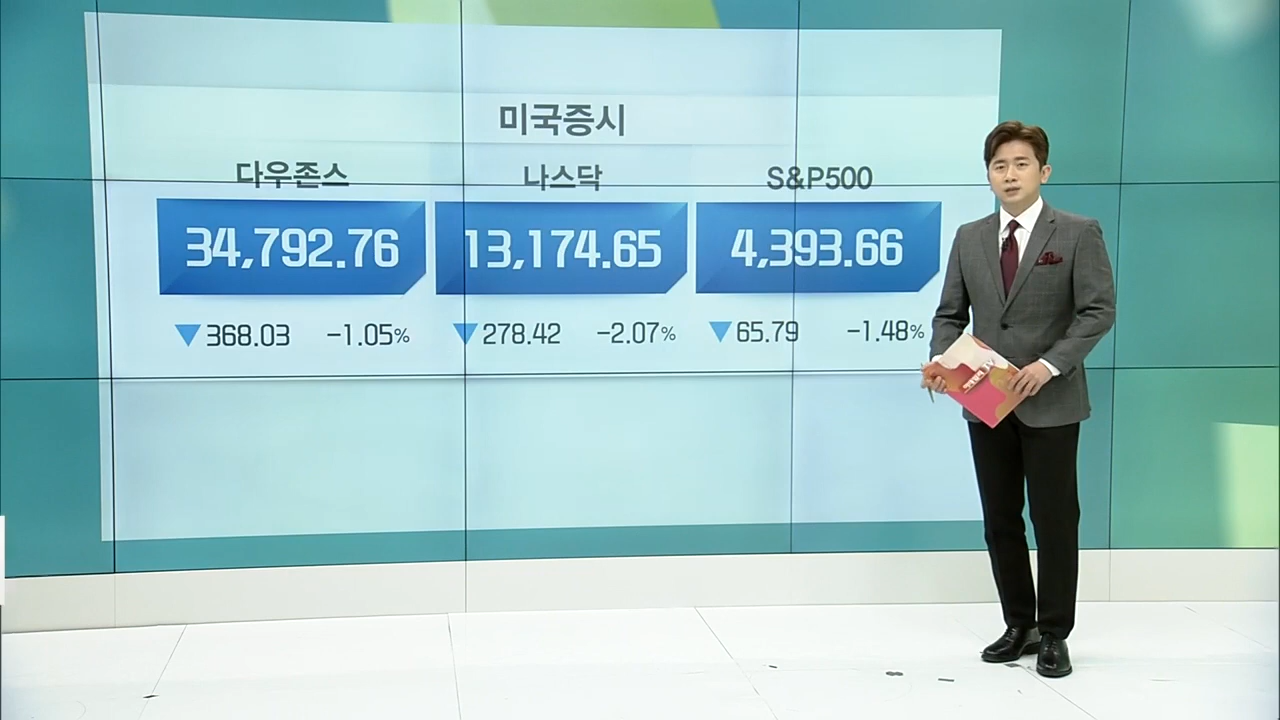 미국증시
다우존스 나스닥 S&P500
34,792.76 13,174.65 4,393.66
▼368.03 -1.05% ▼278.42 -2.07% ▼65.79 -1.48%